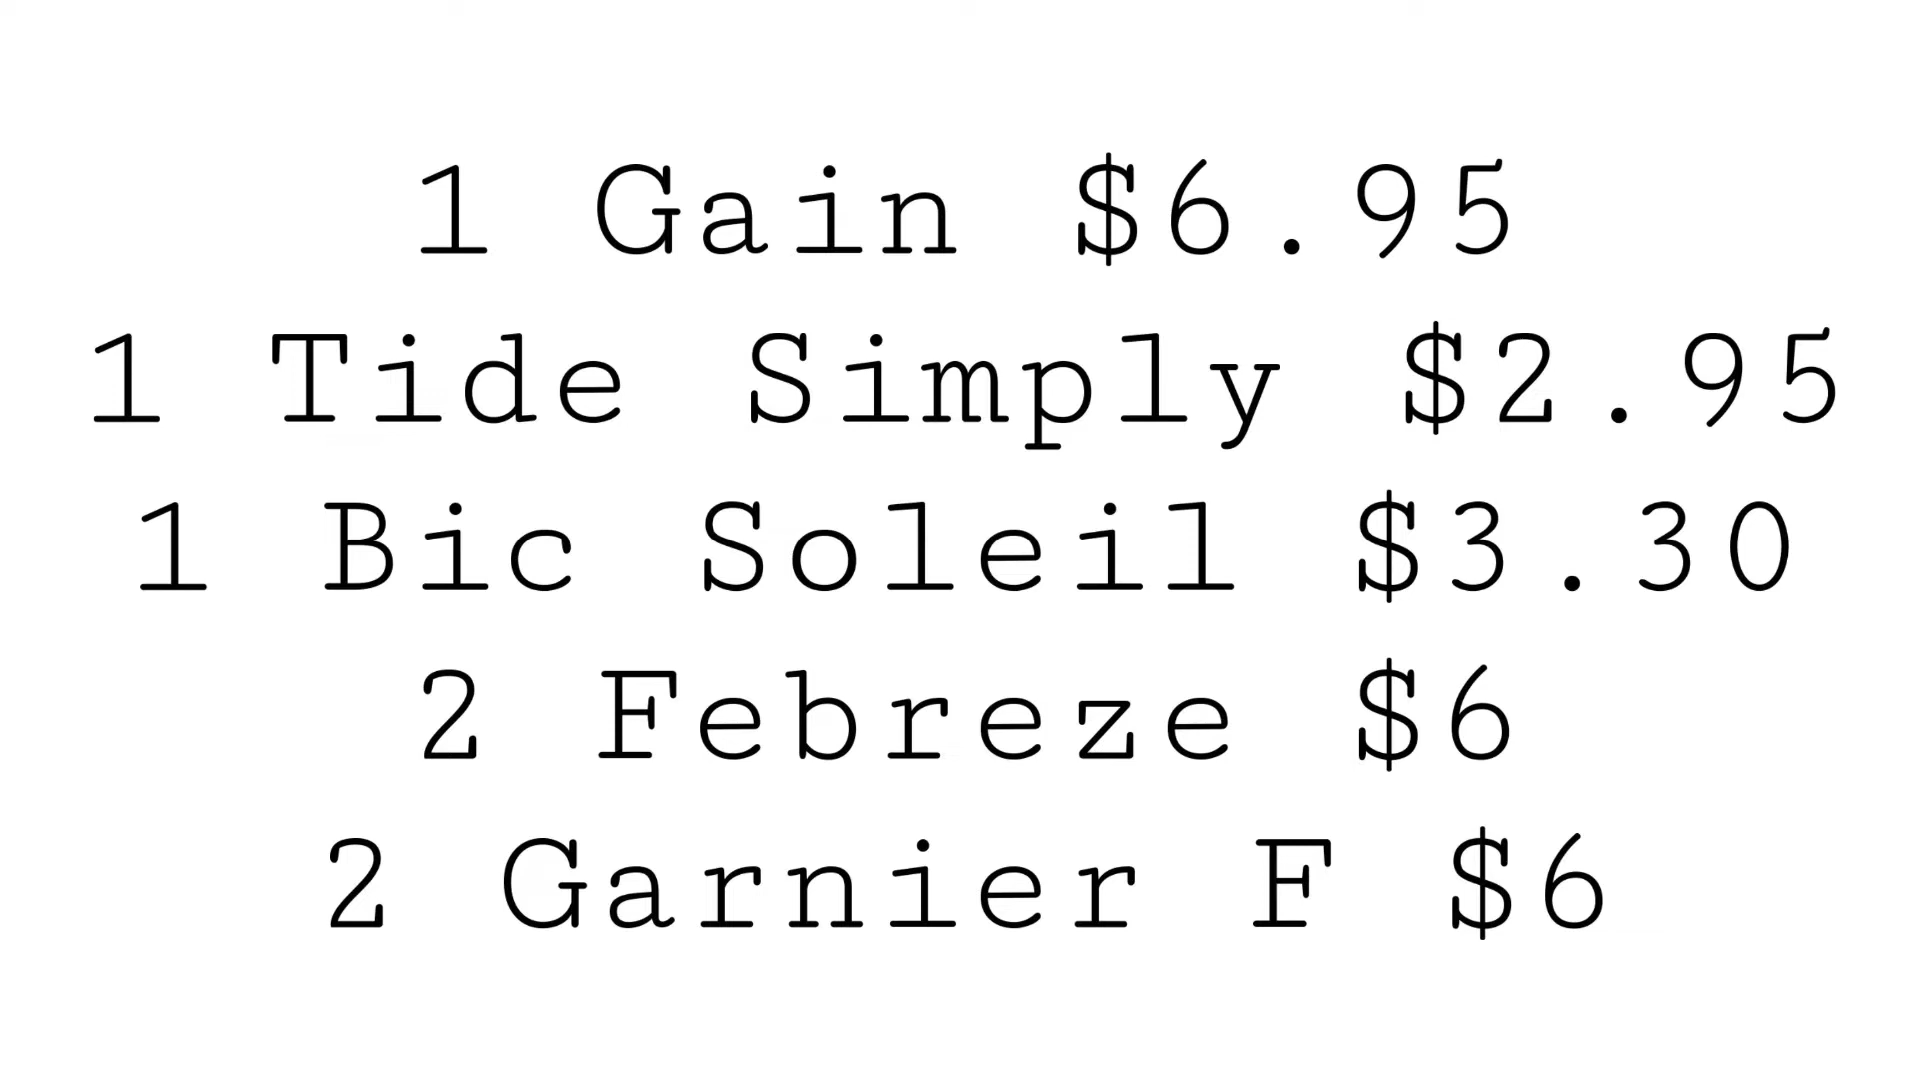 1 Gain $6.95
1 Tide Simply $2.95
1 Bic Soleil $3.30
2 Febreze $6
2 Garnier F $6